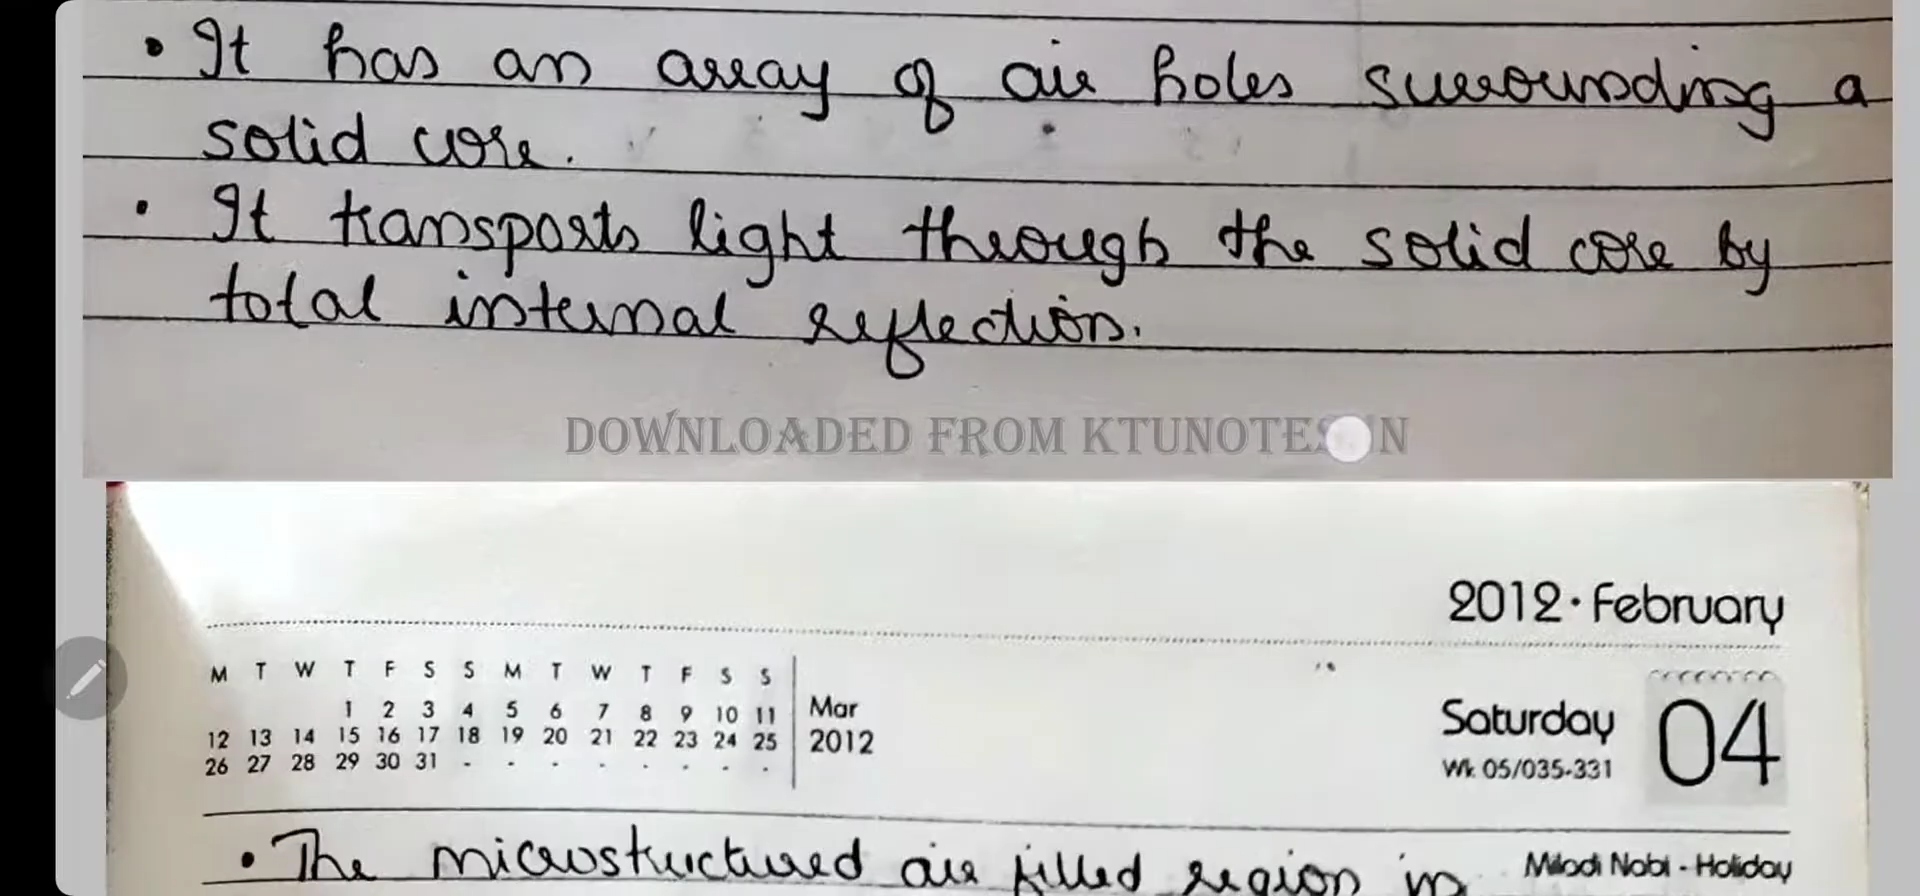 • It has an array of air holes surrounding a
solid core.
• It transports light through the solid core by
total internal reflection.
DOWNLOADED FROM KTUNOTES.IN
2012 • February
M T W T F S S M T W T F S S
1 2 3 4 5 6 7 8 9 10 11
12 13 14 15 16 17 18 19 20 21 22 23 24 25
26 27 28 29 30 31 - - - - - - - -
Mar
2012
Saturday
Wk 05/035-331
04
• The microstructured air filled region in
Miladi Nabi - Holiday